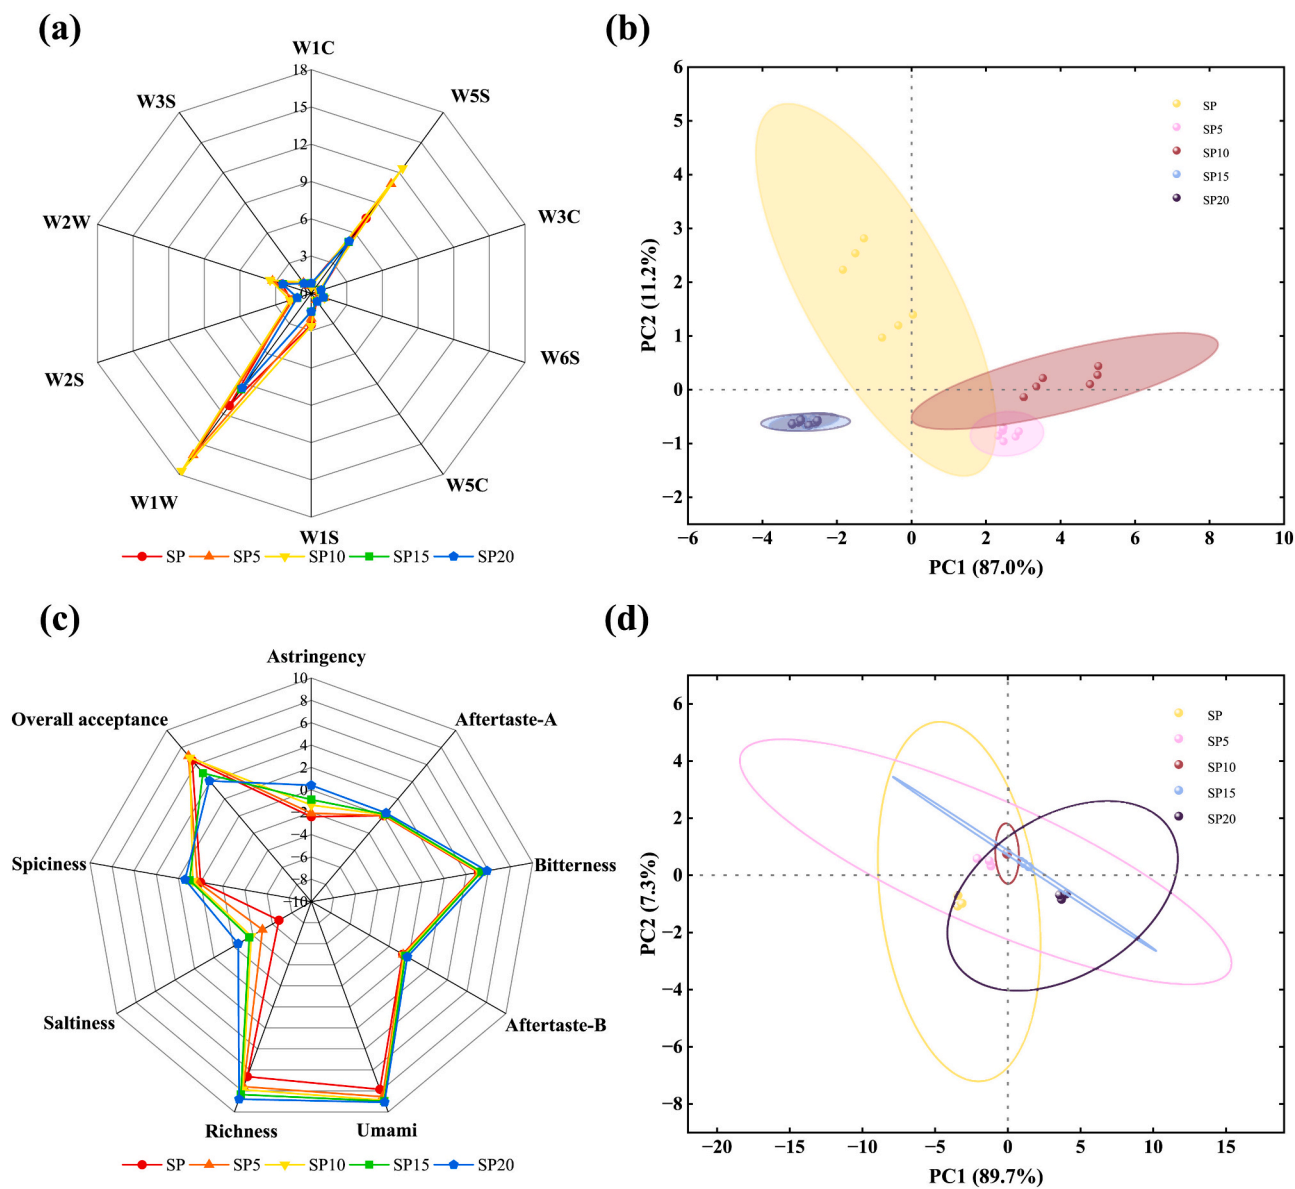 (a)
W1C
W5S
W3C
W6S
W5C
W1S
W1W
W2S
W2W
W3S
18
15
12
9
6
3
0
SP SP5 SP10 SP15 SP20
(b)
PC2 (11.2%)
6
5
4
3
2
1
0
−1
−2
−6 −4 −2 0 2 4 6 8 10
PC1 (87.0%)
SP
SP5
SP10
SP15
SP20
(c)
Astringency
Aftertaste-A
Bitterness
Aftertaste-B
Umami
Richness
Saltiness
Spiciness
Overall acceptance
10
8
6
4
2
0
−2
−4
−6
−8
−10
SP SP5 SP10 SP15 SP20
(d)
PC2 (7.3%)
6
4
2
0
−2
−4
−6
−8
−20 −15 −10 −5 0 5 10 15
PC1 (89.7%)
SP
SP5
SP10
SP15
SP20